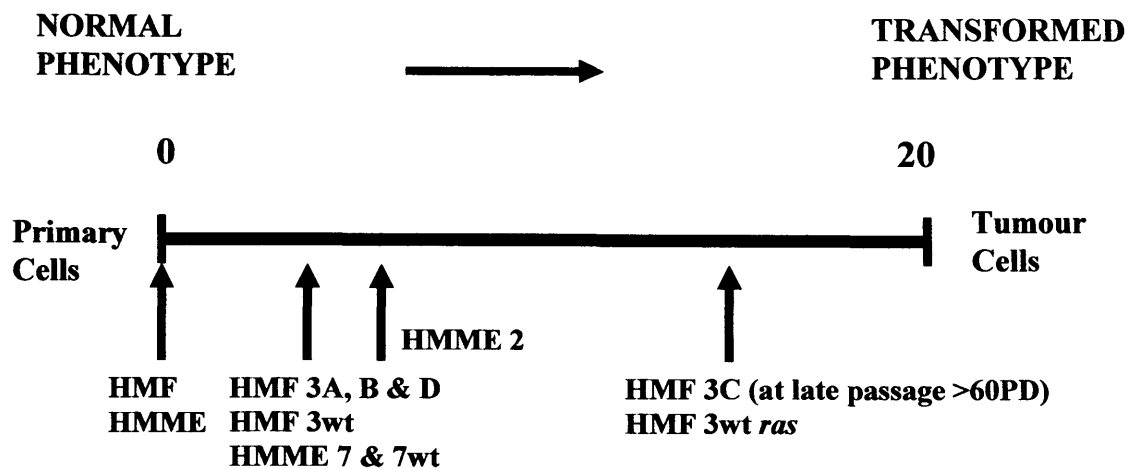 NORMAL
PHENOTYPE
TRANSFORMED
PHENOTYPE
0
20
Primary
Cells
Tumour
Cells
HMF
HMME
HMF 3A, B & D
HMF 3wt
HMME 7 & 7wt
HMME 2
HMF 3C (at late passage >60PD)
HMF 3wt ras